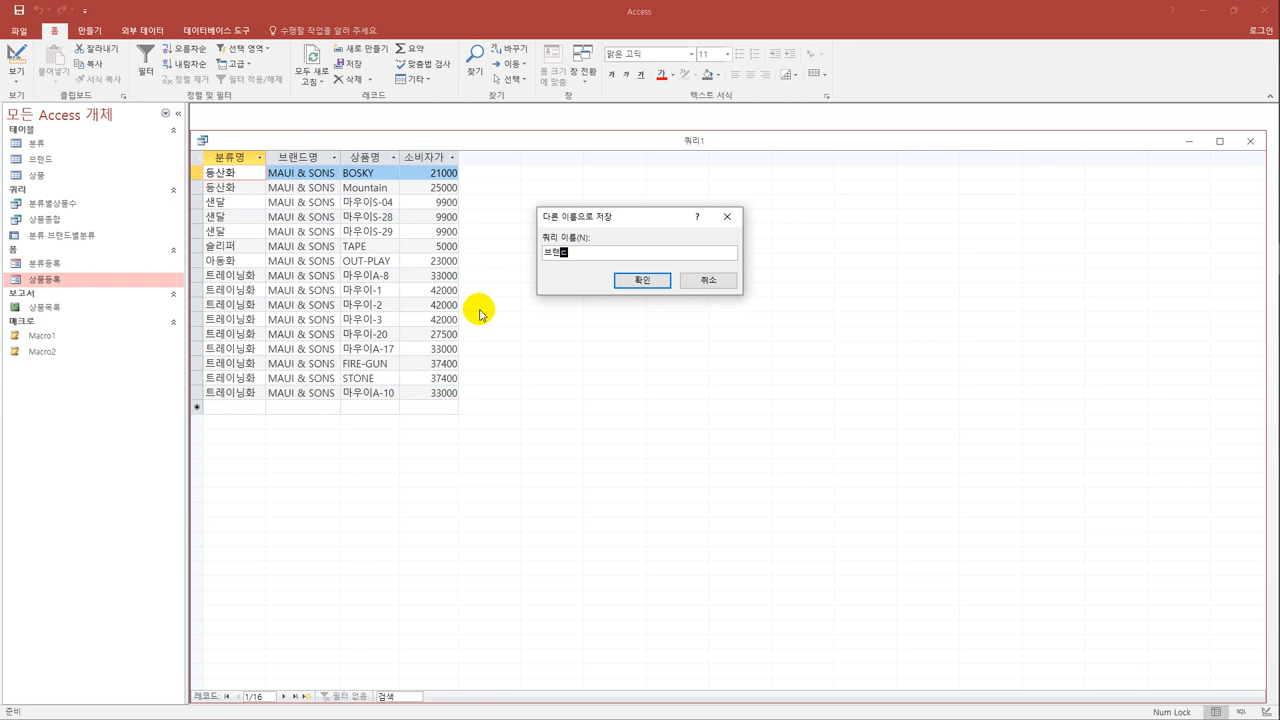 Access
파일 홈 만들기 외부 데이터 데이터베이스 도구 수행할 작업을 알려 주세요. 로그인
보기 붙여넣기 잘라내기 복사 서식 복사 필터 오름차순 내림차순 정렬 제거 선택 영역 고급 필터 적용/해제 모두 새로 고침 새로 만들기 저장 삭제 요약 맞춤법 검사 기타 찾기 바꾸기 이동 선택 폼 크기에 맞춤 창 전환 맑은 고딕 11 가 가 가 가
보기 클립보드 정렬 및 필터 레코드 찾기 창 텍스트 서식
모든 Access 개체
테이블
분류
브랜드
상품
쿼리
분류별상품수
상품종합
분류 브랜드별분류
폼
분류등록
상품등록
보고서
상품목록
매크로
Macro1
Macro2
쿼리1
분류명 브랜드명 상품명 소비자가
등산화 MAUI & SONS BOSKY 21000
등산화 MAUI & SONS Mountain 25000
샌달 MAUI & SONS 마우이S-04 9900
샌달 MAUI & SONS 마우이S-28 9900
샌달 MAUI & SONS 마우이S-29 9900
슬리퍼 MAUI & SONS TAPE 5000
아동화 MAUI & SONS OUT-PLAY 23000
트레이닝화 MAUI & SONS 마우이A-8 33000
트레이닝화 MAUI & SONS 마우이-1 42000
트레이닝화 MAUI & SONS 마우이-2 42000
트레이닝화 MAUI & SONS 마우이-3 42000
트레이닝화 MAUI & SONS 마우이-20 27500
트레이닝화 MAUI & SONS 마우이A-17 33000
트레이닝화 MAUI & SONS FIRE-GUN 37400
트레이닝화 MAUI & SONS STONE 37400
트레이닝화 MAUI & SONS 마우이A-10 33000
다른 이름으로 저장
쿼리 이름(N):
브랜ㄷ
확인 취소
레코드: 1/16 필터 없음 검색
준비 Num Lock SQL